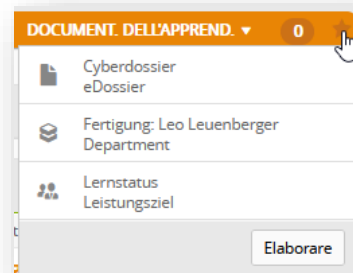 DOCUMENT. DELL'APPREND. ▼ 0
Cyberdossier
eDossier
Fertigung: Leo Leuenberger
Department
Lernstatus
Leistungsziel
t
Elaborare